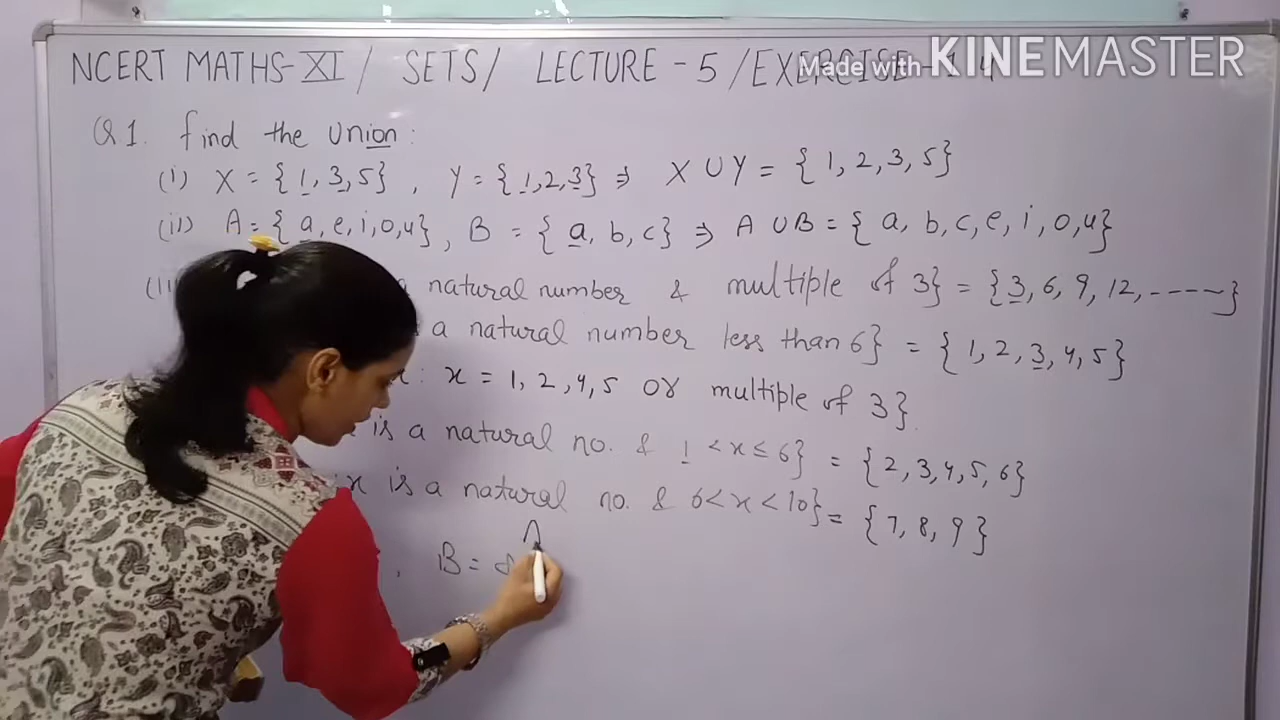 NCERT MATHS-XI / SETS / LECTURE - 5 / EXERCISE
Made with KINEMASTER
Q.1. find the union:
(i) X = {1, 3, 5} , Y = {1, 2, 3} ⇒ X ∪ Y = {1, 2, 3, 5}
(ii) A = {a, e, i, o, u} , B = {a, b, c} ⇒ A ∪ B = {a, b, c, e, i, o, u}
natural number & multiple of 3} = {3, 6, 9, 12, -----}
a natural number less than 6} = {1, 2, 3, 4, 5}
x : x = 1, 2, 4, 5 or multiple of 3}.
x is a natural no. & 1 < x ≤ 6} = {2, 3, 4, 5, 6}
x is a natural no. & 6 < x < 10} = {7, 8, 9}
, B =
A